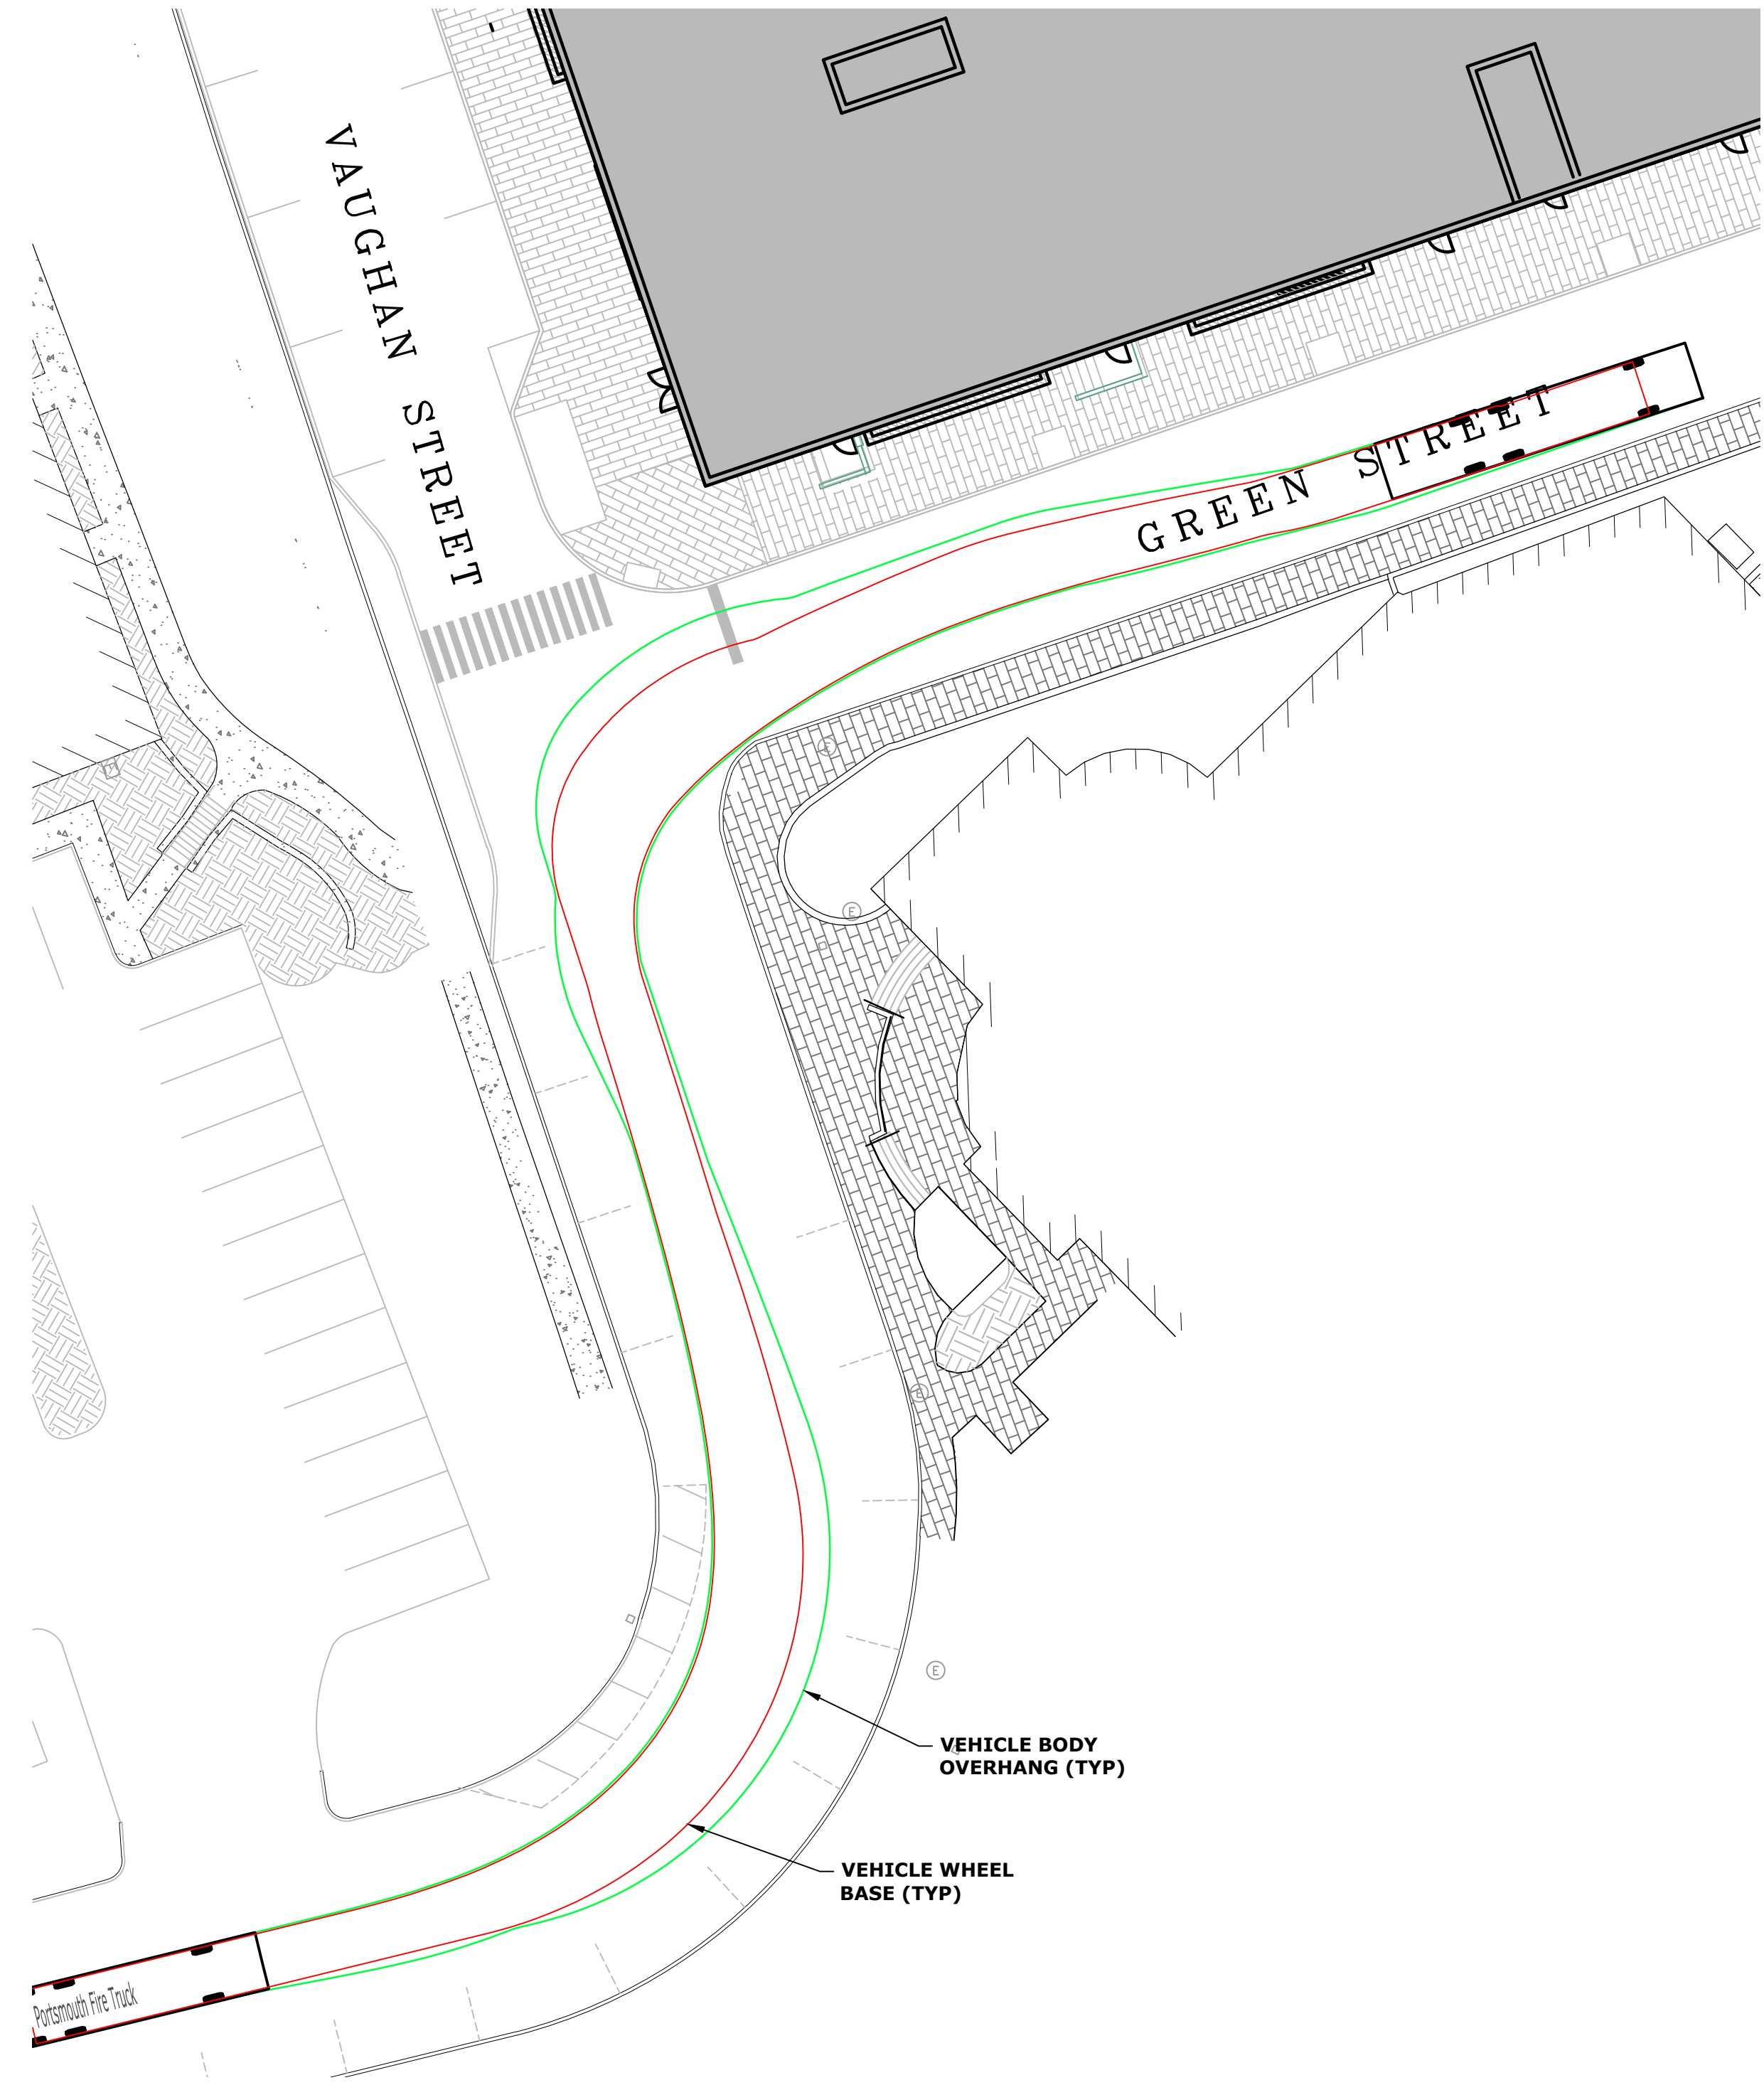 VAUGHAN STREET
GREEN STREET
E
E
E
E
VEHICLE BODY
OVERHANG (TYP)
VEHICLE WHEEL
BASE (TYP)
Portsmouth Fire Truck